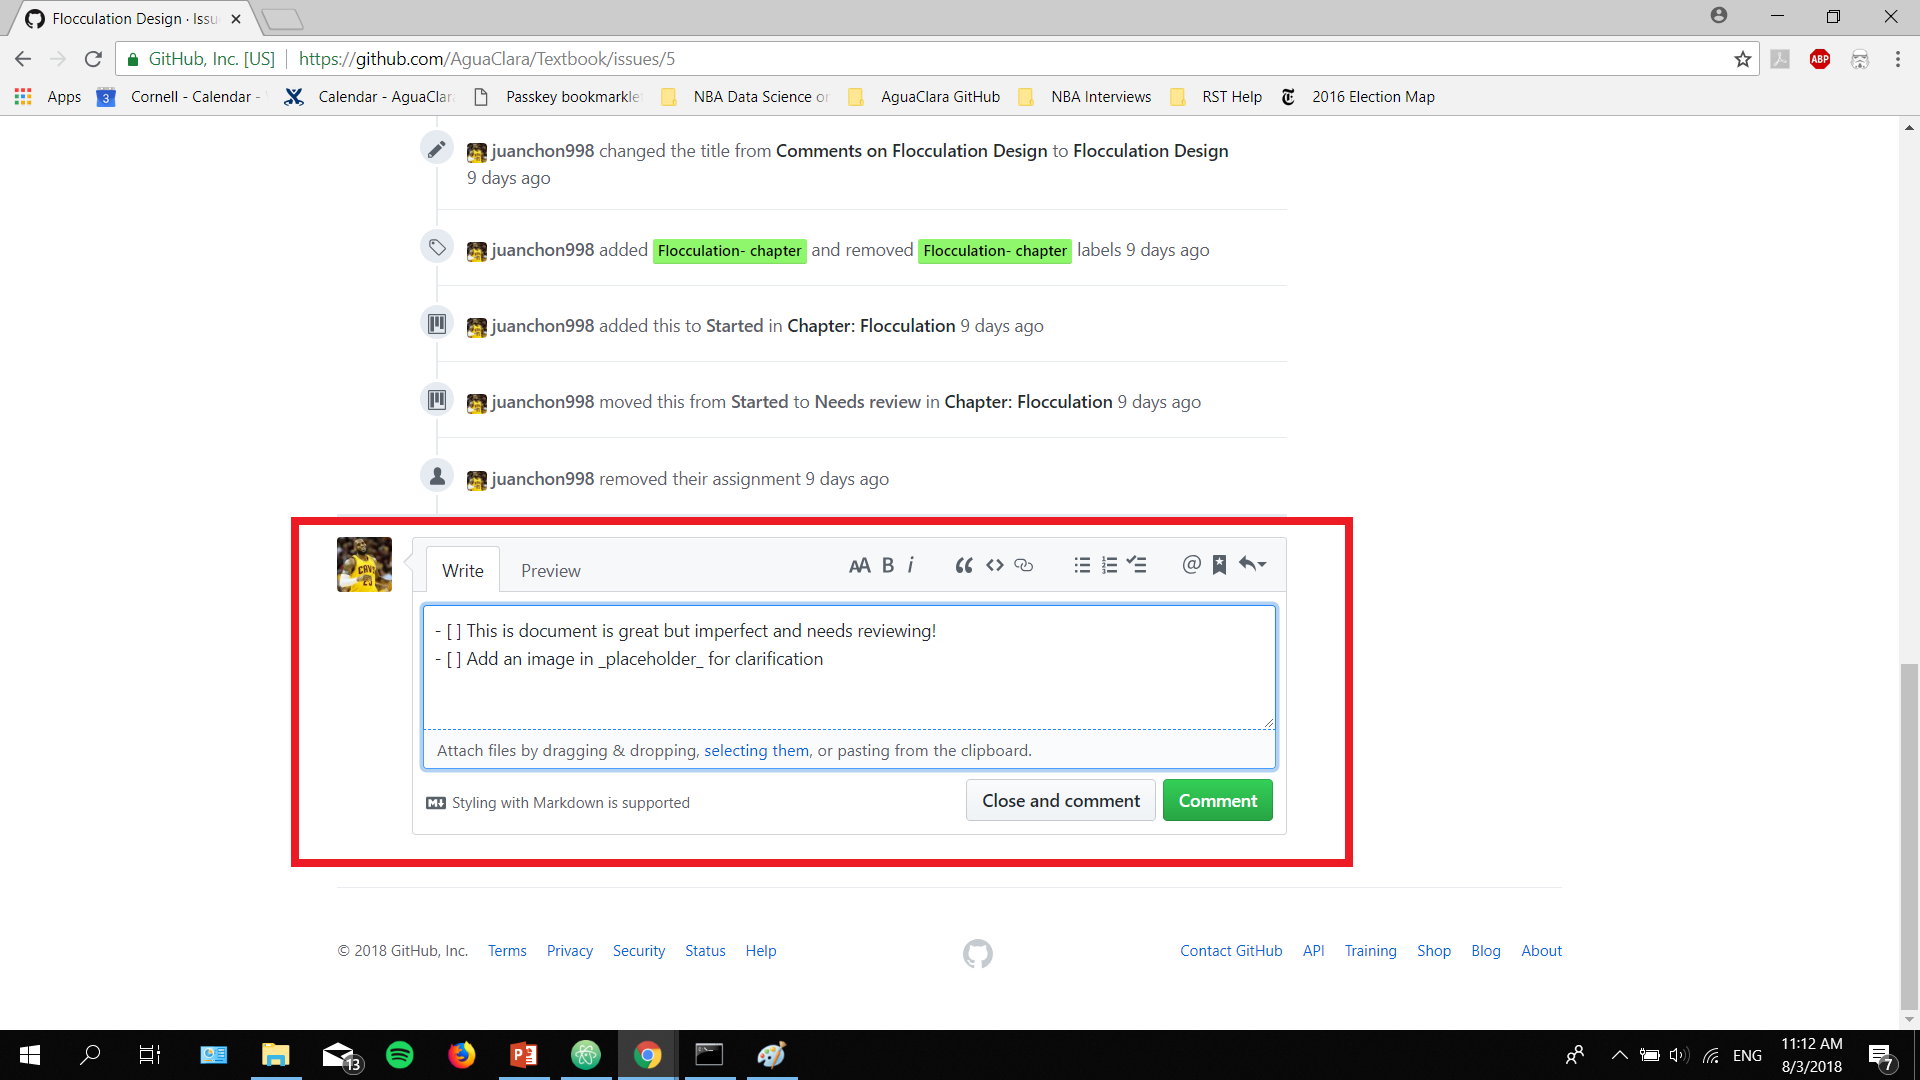 Flocculation Design · Issu
GitHub, Inc. [US] https://github.com/AguaClara/Textbook/issues/5
ABP
Apps 3 Cornell - Calendar - Calendar - AguaClar Passkey bookmarkle NBA Data Science or AguaClara GitHub NBA Interviews RST Help 2016 Election Map
juanchon998 changed the title from Comments on Flocculation Design to Flocculation Design
9 days ago
juanchon998 added Flocculation- chapter and removed Flocculation- chapter labels 9 days ago
juanchon998 added this to Started in Chapter: Flocculation 9 days ago
juanchon998 moved this from Started to Needs review in Chapter: Flocculation 9 days ago
juanchon998 removed their assignment 9 days ago
Write Preview AA B i @
- [ ] This is document is great but imperfect and needs reviewing!
- [ ] Add an image in _placeholder_ for clarification
Attach files by dragging & dropping, selecting them, or pasting from the clipboard.
Styling with Markdown is supported Close and comment Comment
© 2018 GitHub, Inc. Terms Privacy Security Status Help Contact GitHub API Training Shop Blog About
13 ENG 11:12 AM
8/3/2018 7